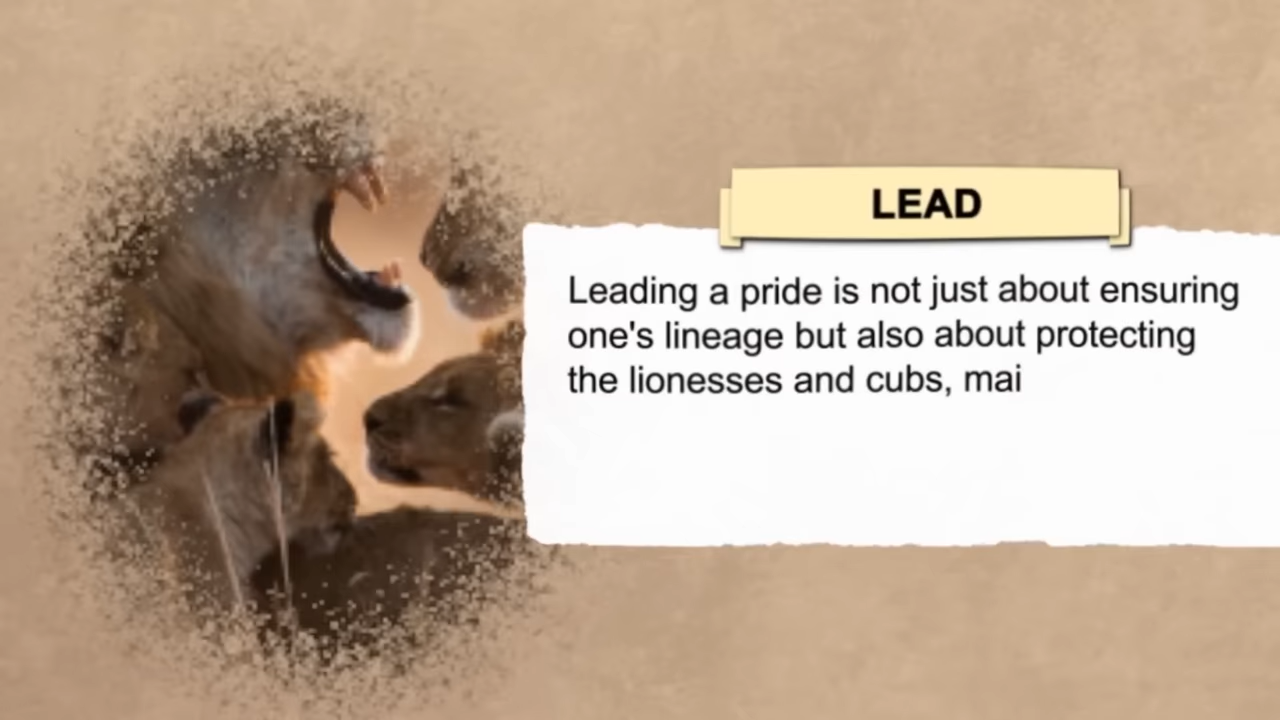 LEAD
Leading a pride is not just about ensuring
one's lineage but also about protecting
the lionesses and cubs, mai